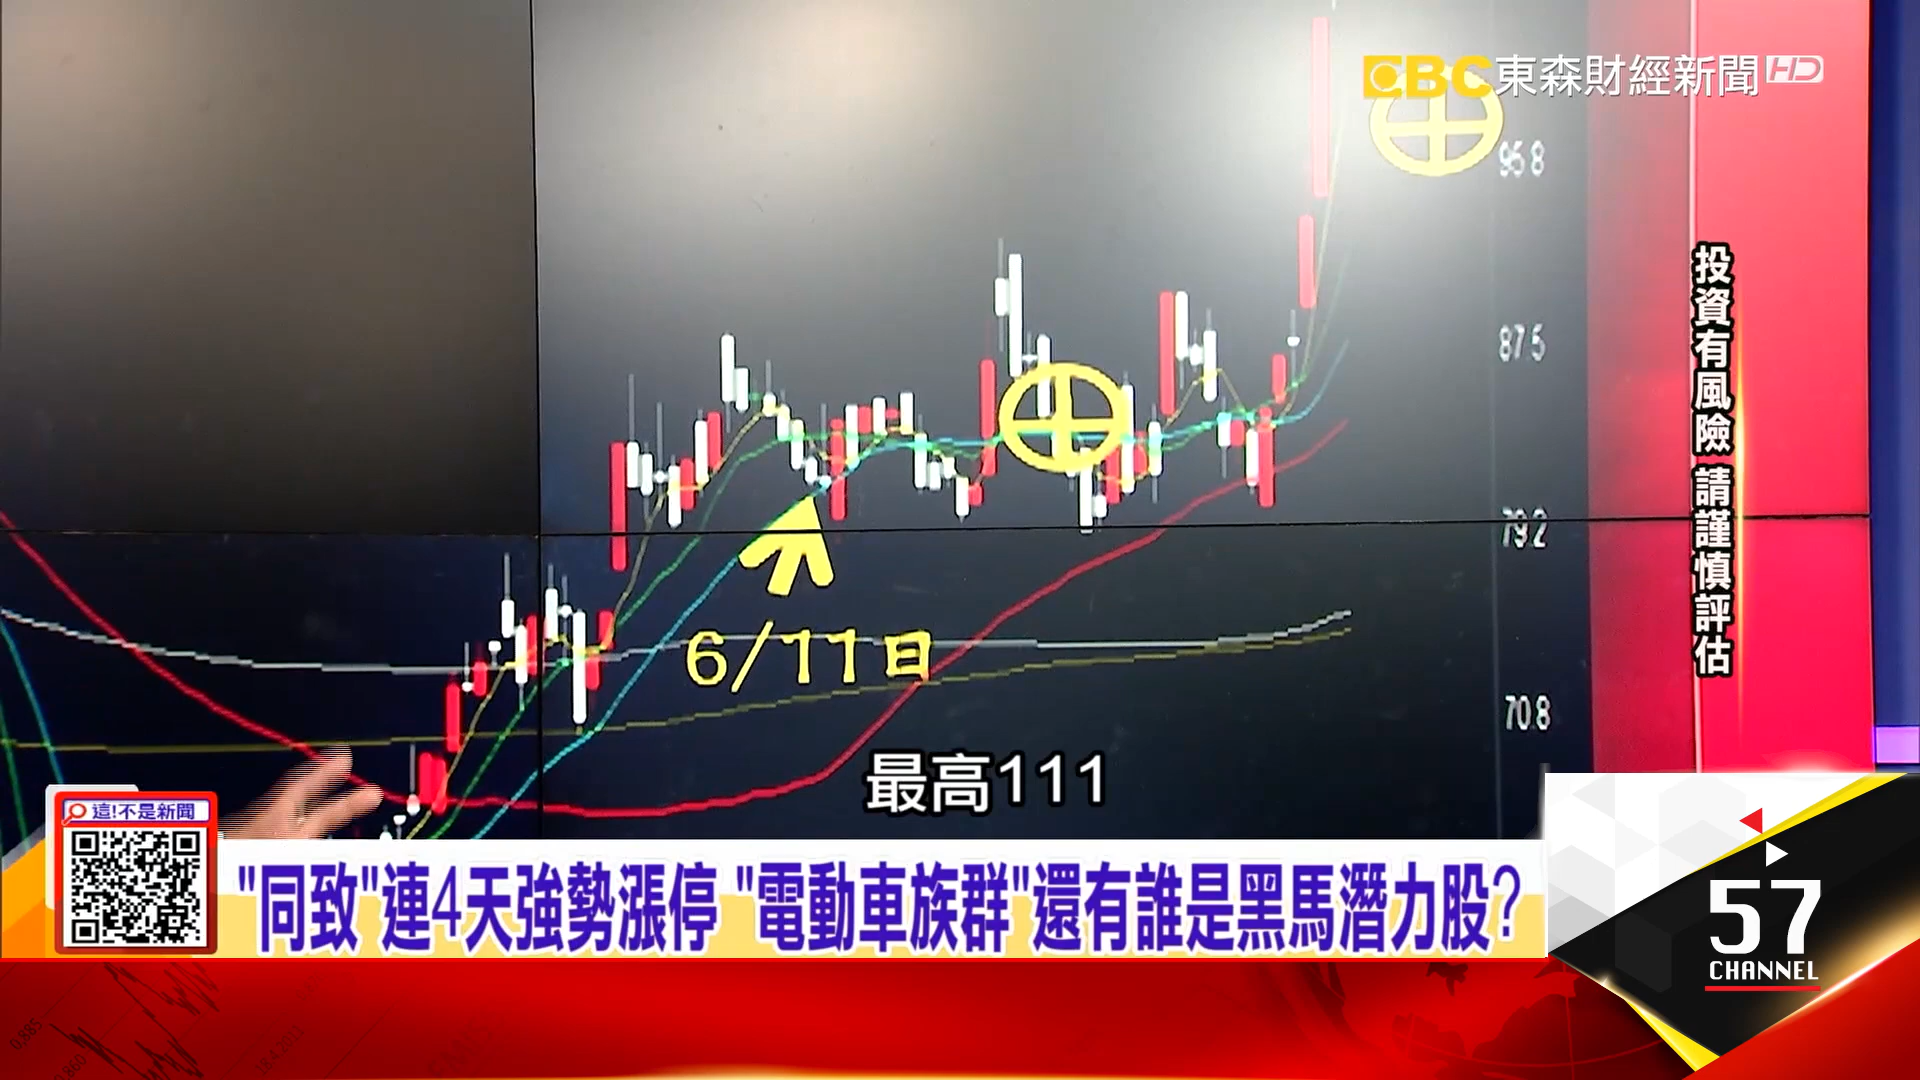 EBC東森財經新聞HD
95.8
87.5
79.2
70.8
投資有風險 請謹慎評估
6/11日
最高111
這!不是新聞
"同致"連4天強勢漲停 "電動車族群"還有誰是黑馬潛力股?
57
CHANNEL